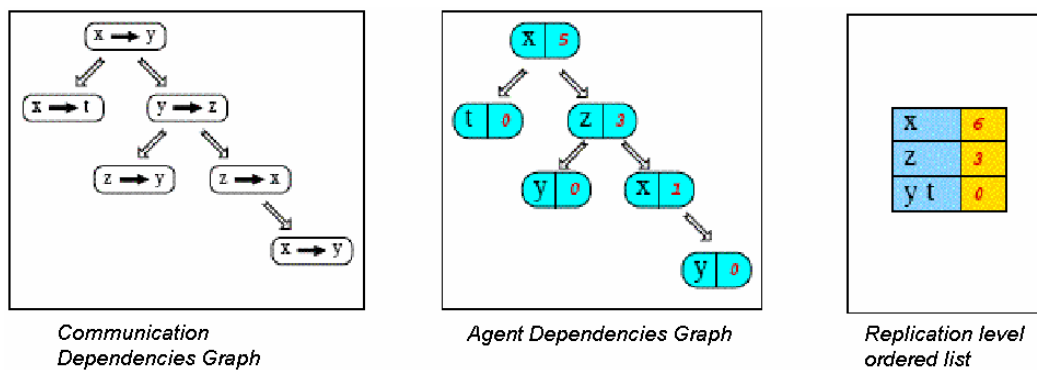 x → y
x → t
y → z
z → y
z → x
x → y
Communication
Dependencies Graph
x 5
t 0
z 3
y 0
x 1
y 0
Agent Dependencies Graph
x 6
z 3
y t 0
Replication level
ordered list